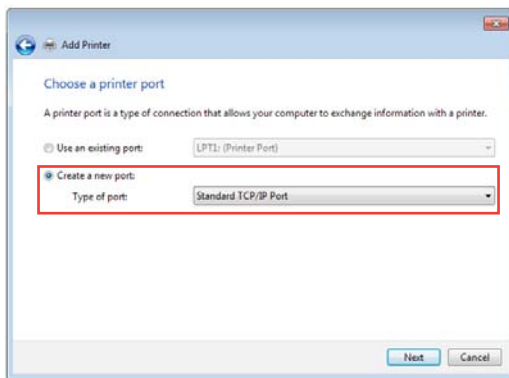 Add Printer
Choose a printer port
A printer port is a type of connection that allows your computer to exchange information with a printer.
Use an existing port: LPT1: (Printer Port)
Create a new port:
Type of port: Standard TCP/IP Port
Next Cancel